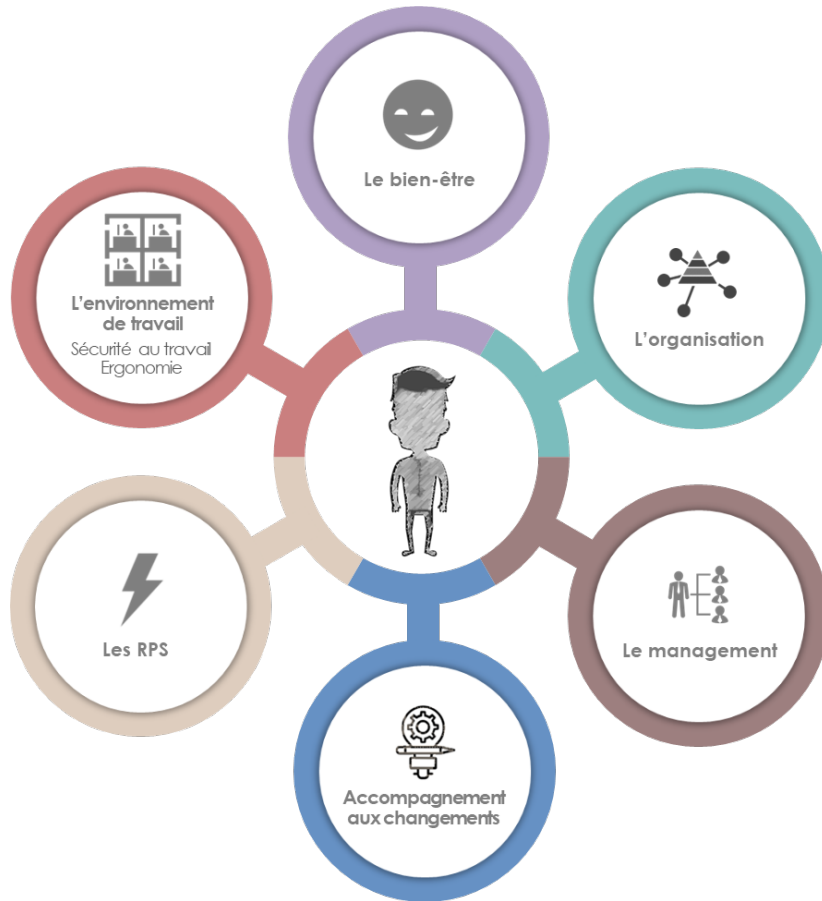 Le bien-être
L'environnement
de travail
Sécurité au travail
Ergonomie
L'organisation
Les RPS
Le management
Accompagnement
aux changements